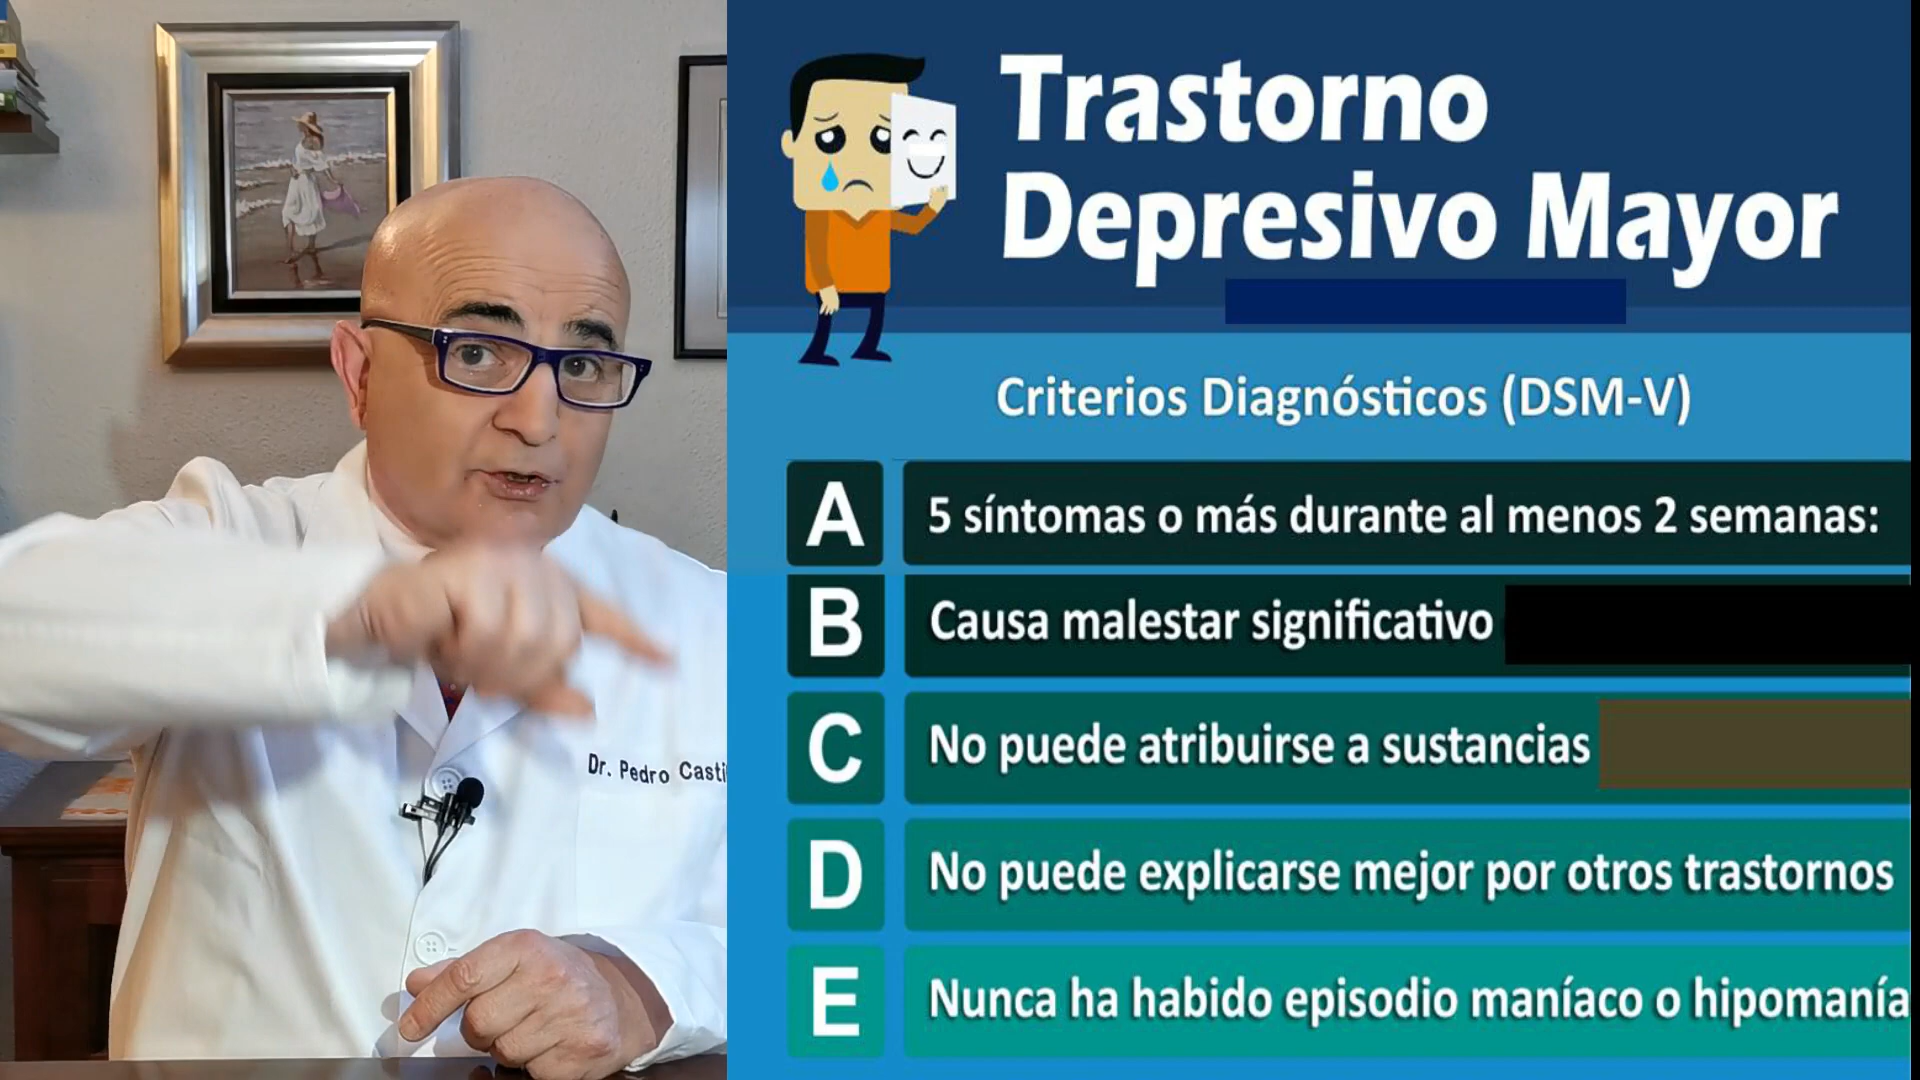 Dr. Pedro
Trastorno
Depresivo Mayor
Criterios Diagnósticos (DSM-V)
A
5 síntomas o más durante al menos 2 semanas:
B
Causa malestar significativo
C
No puede atribuirse a sustancias
D
No puede explicarse mejor por otros trastornos
E
Nunca ha habido episodio maníaco o hipomanía